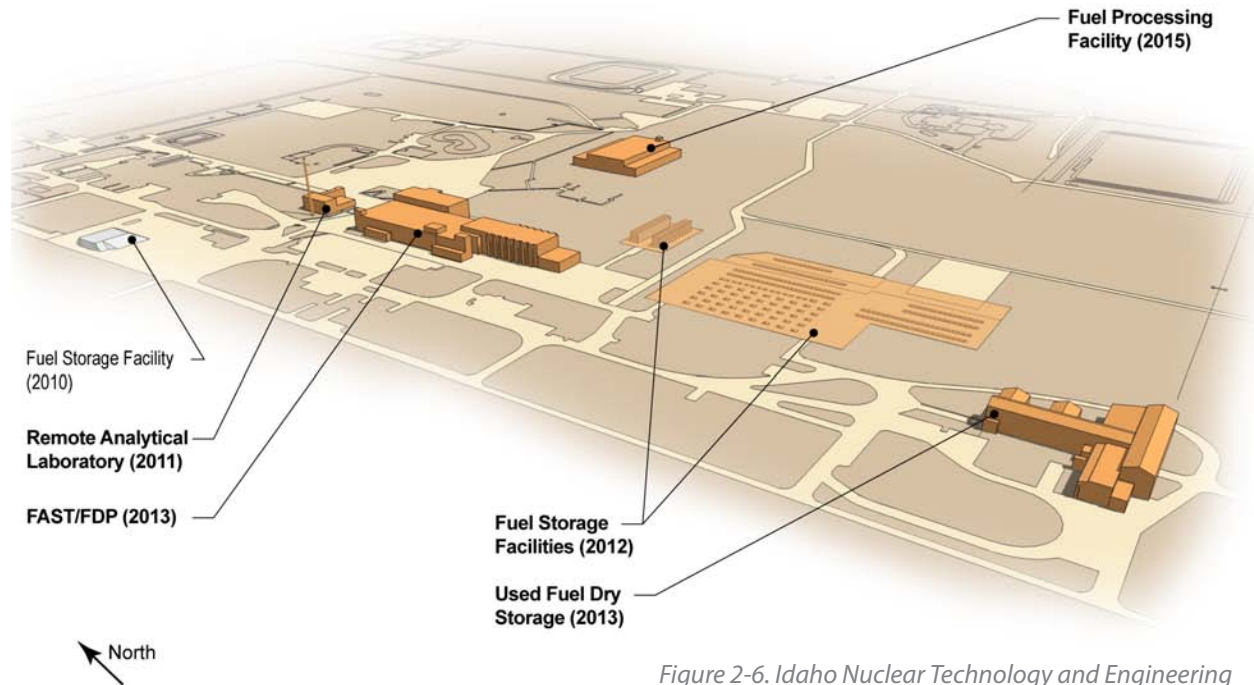 Fuel Processing
Facility (2015)
Fuel Storage Facility
(2010)
Remote Analytical
Laboratory (2011)
FAST/FDP (2013)
Fuel Storage
Facilities (2012)
Used Fuel Dry
Storage (2013)
North
Figure 2-6. Idaho Nuclear Technology and Engineering